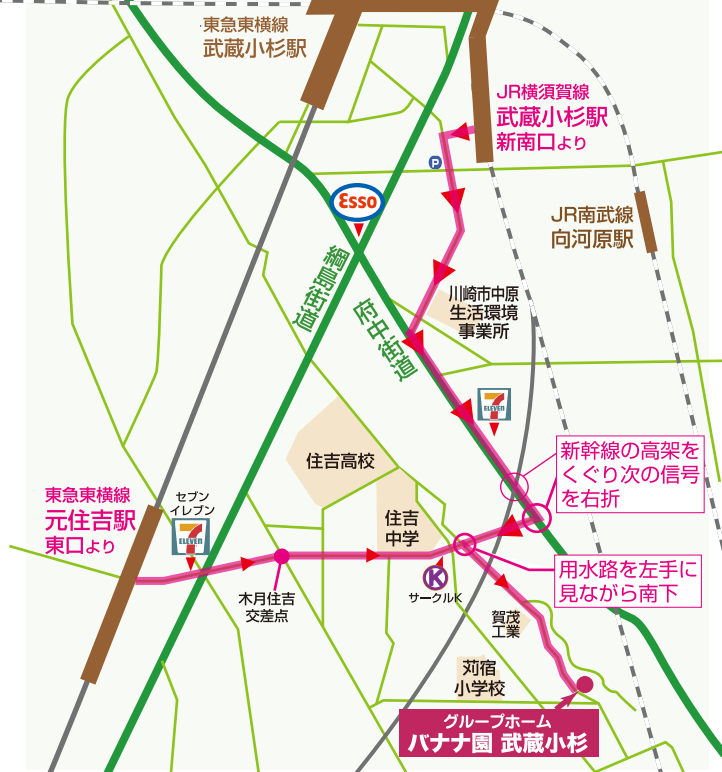 東急東横線
武蔵小杉駅
JR横須賀線
武蔵小杉駅
新南口より
P
Esso
JR南武線
向河原駅
綱島街道
府中街道
川崎市中原
生活環境
事業所
7
ELEVEN
新幹線の高架を
くぐり次の信号
を右折
住吉高校
東急東横線
元住吉駅
東口より
セブン
イレブン
7
ELEVEN
住吉
中学
木月住吉
交差点
K
サークルK
用水路を左手に
見ながら南下
賀茂
工業
苅宿
小学校
グループホーム
バナナ園 武蔵小杉